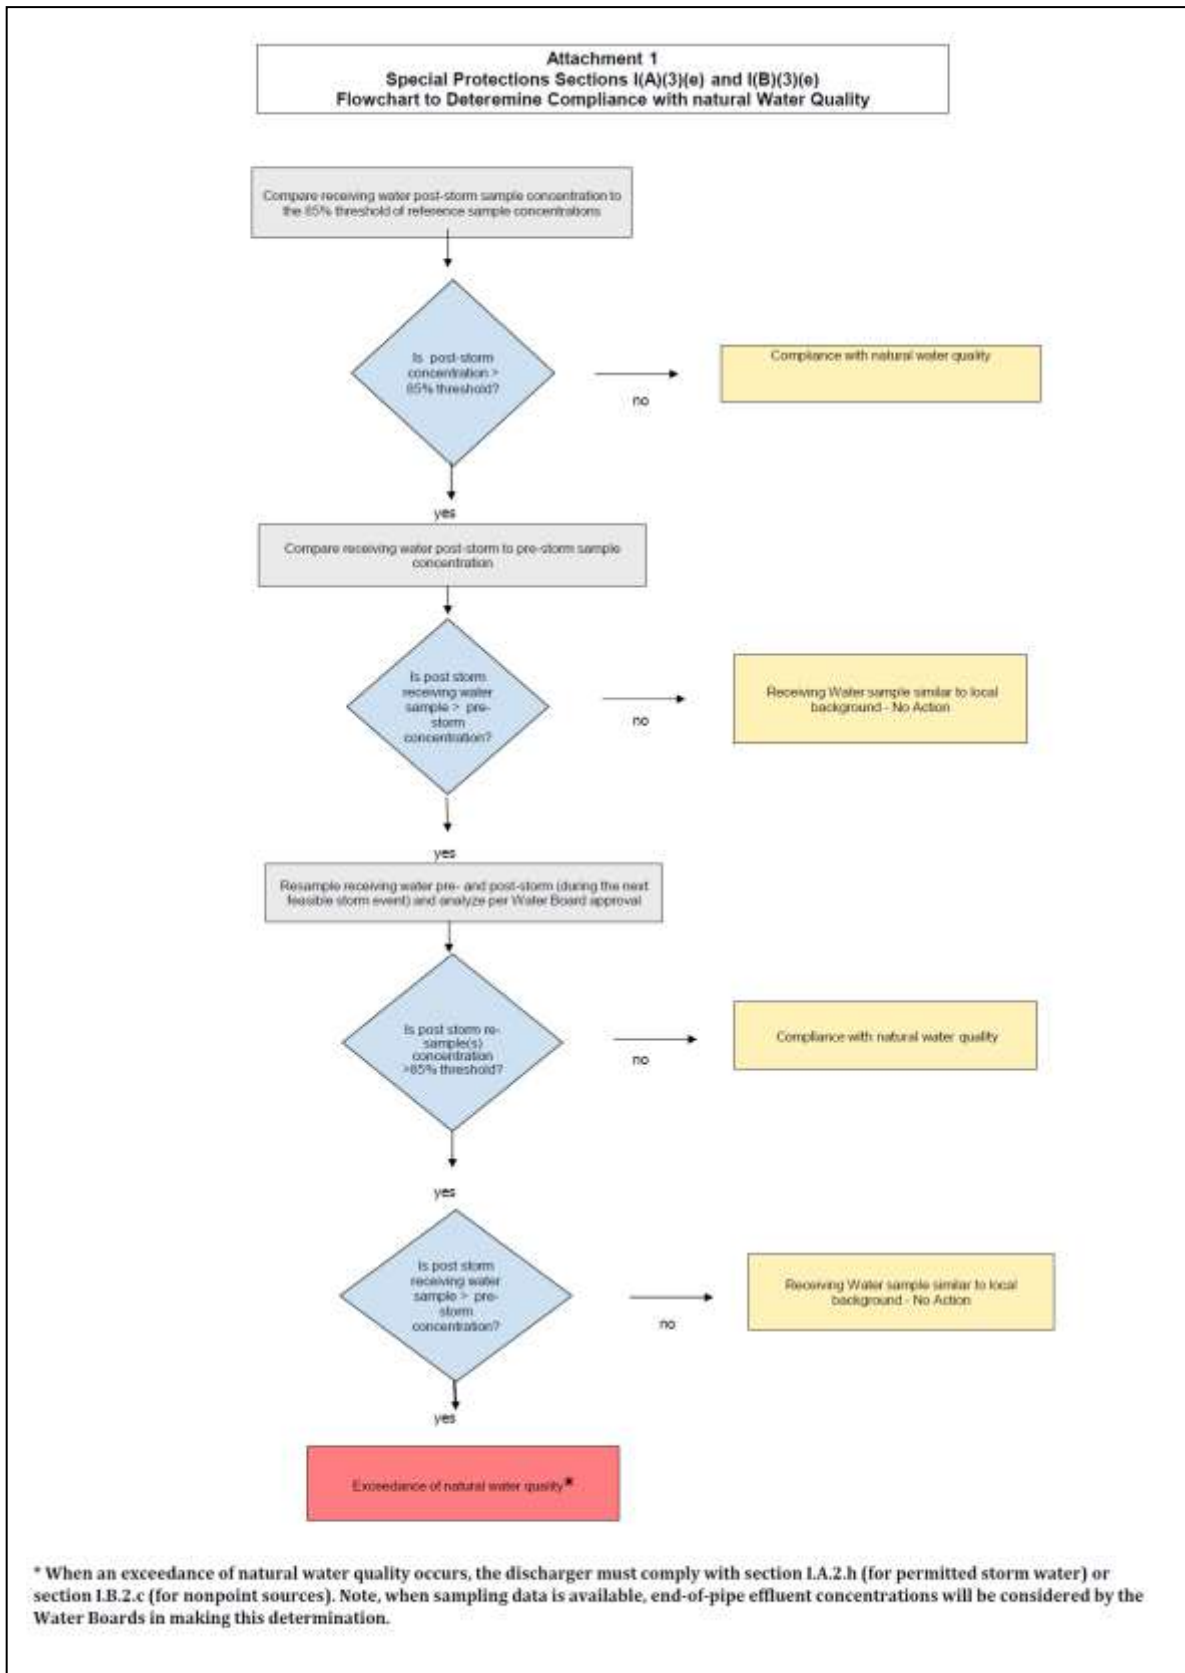 Attachment 1
Special Protections Sections I(A)(3)(e) and I(B)(3)(e)
Flowchart to Deteremine Compliance with natural Water Quality
Compare receiving water post-storm sample concentration to
the 85% threshold of reference sample concentrations
Is post-storm
concentration >
85% threshold?
no
Compliance with natural water quality
yes
Compare receiving water post-storm to pre-storm sample
concentration
Is post storm
receiving water
sample > pre-
storm
concentration?
no
Receiving Water sample similar to local
background - No Action
yes
Resample receiving water pre- and post-storm (during the next
feasible storm event) and analyze per Water Board approval
Is post storm re-
sample(s)
concentration
>85% threshold?
no
Compliance with natural water quality
yes
Is post storm
receiving water
sample > pre-
storm
concentration?
no
Receiving Water sample similar to local
background - No Action
yes
Exceedance of natural water quality*
* When an exceedance of natural water quality occurs, the discharger must comply with section I.A.2.h (for permitted storm water) or
section I.B.2.c (for nonpoint sources). Note, when sampling data is available, end-of-pipe effluent concentrations will be considered by the
Water Boards in making this determination.